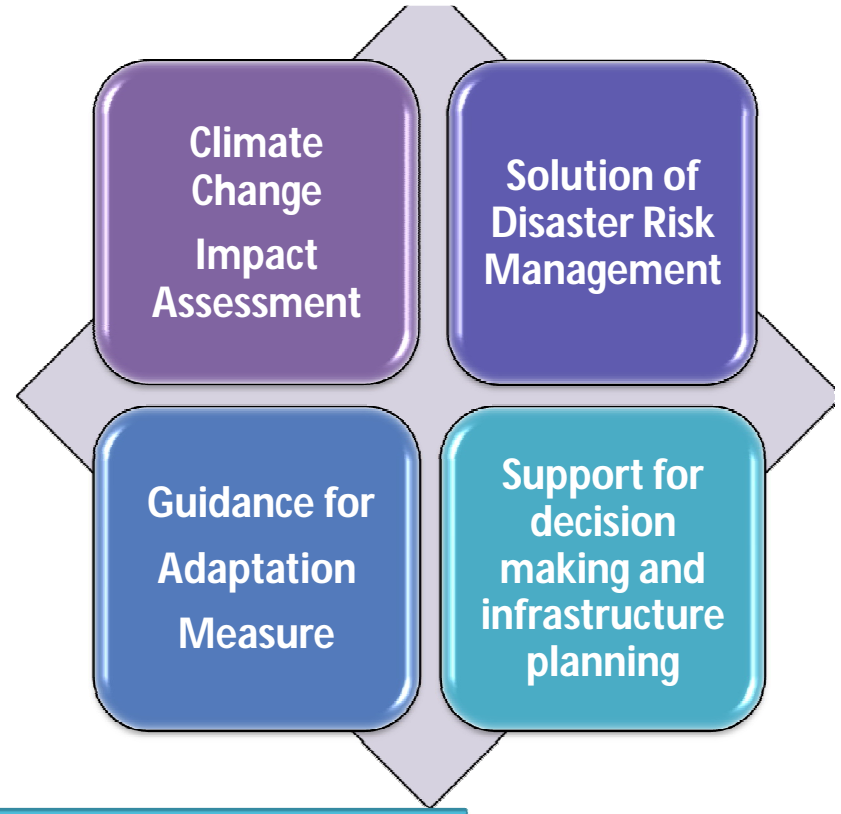 Climate
Change
Impact
Assessment
Solution of
Disaster Risk
Management
Guidance for
Adaptation
Measure
Support for
decision
making and
infrastructure
planning